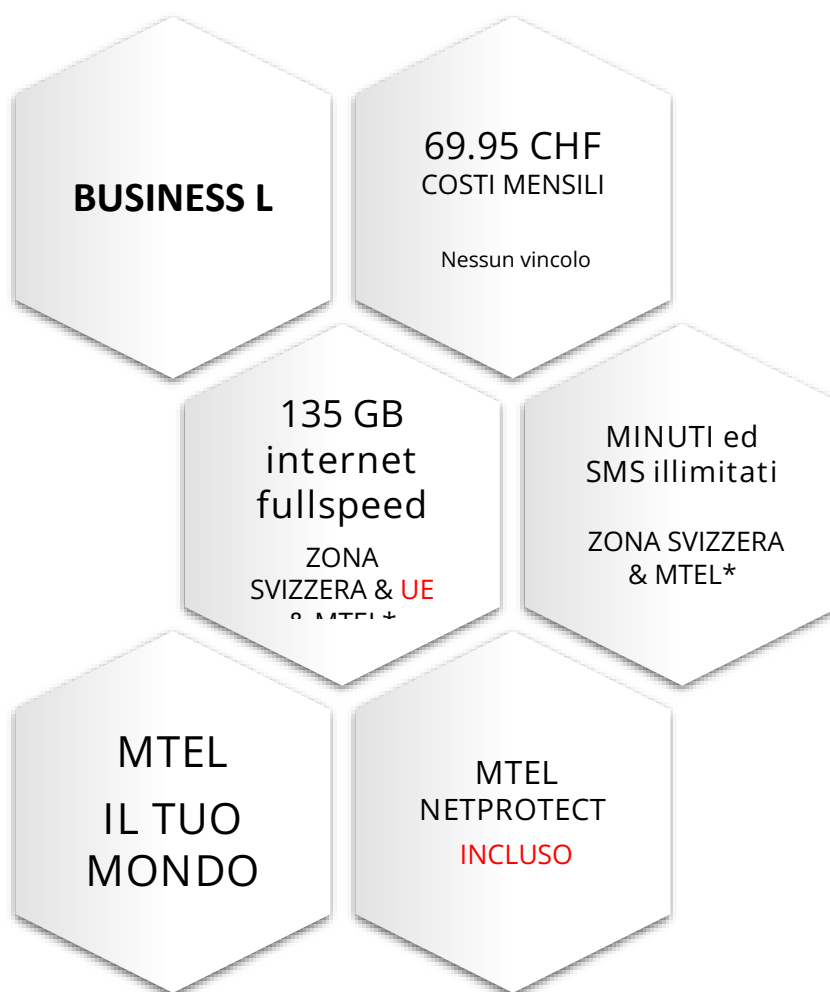 BUSINESS L
69.95 CHF
COSTI MENSILI
Nessun vincolo
135 GB
internet
fullspeed
ZONA
SVIZZERA & UE
& MTEL*
MINUTI ed
SMS illimitati
ZONA SVIZZERA
& MTEL*
MTEL
IL TUO
MONDO
MTEL
NETPROTECT
INCLUSO